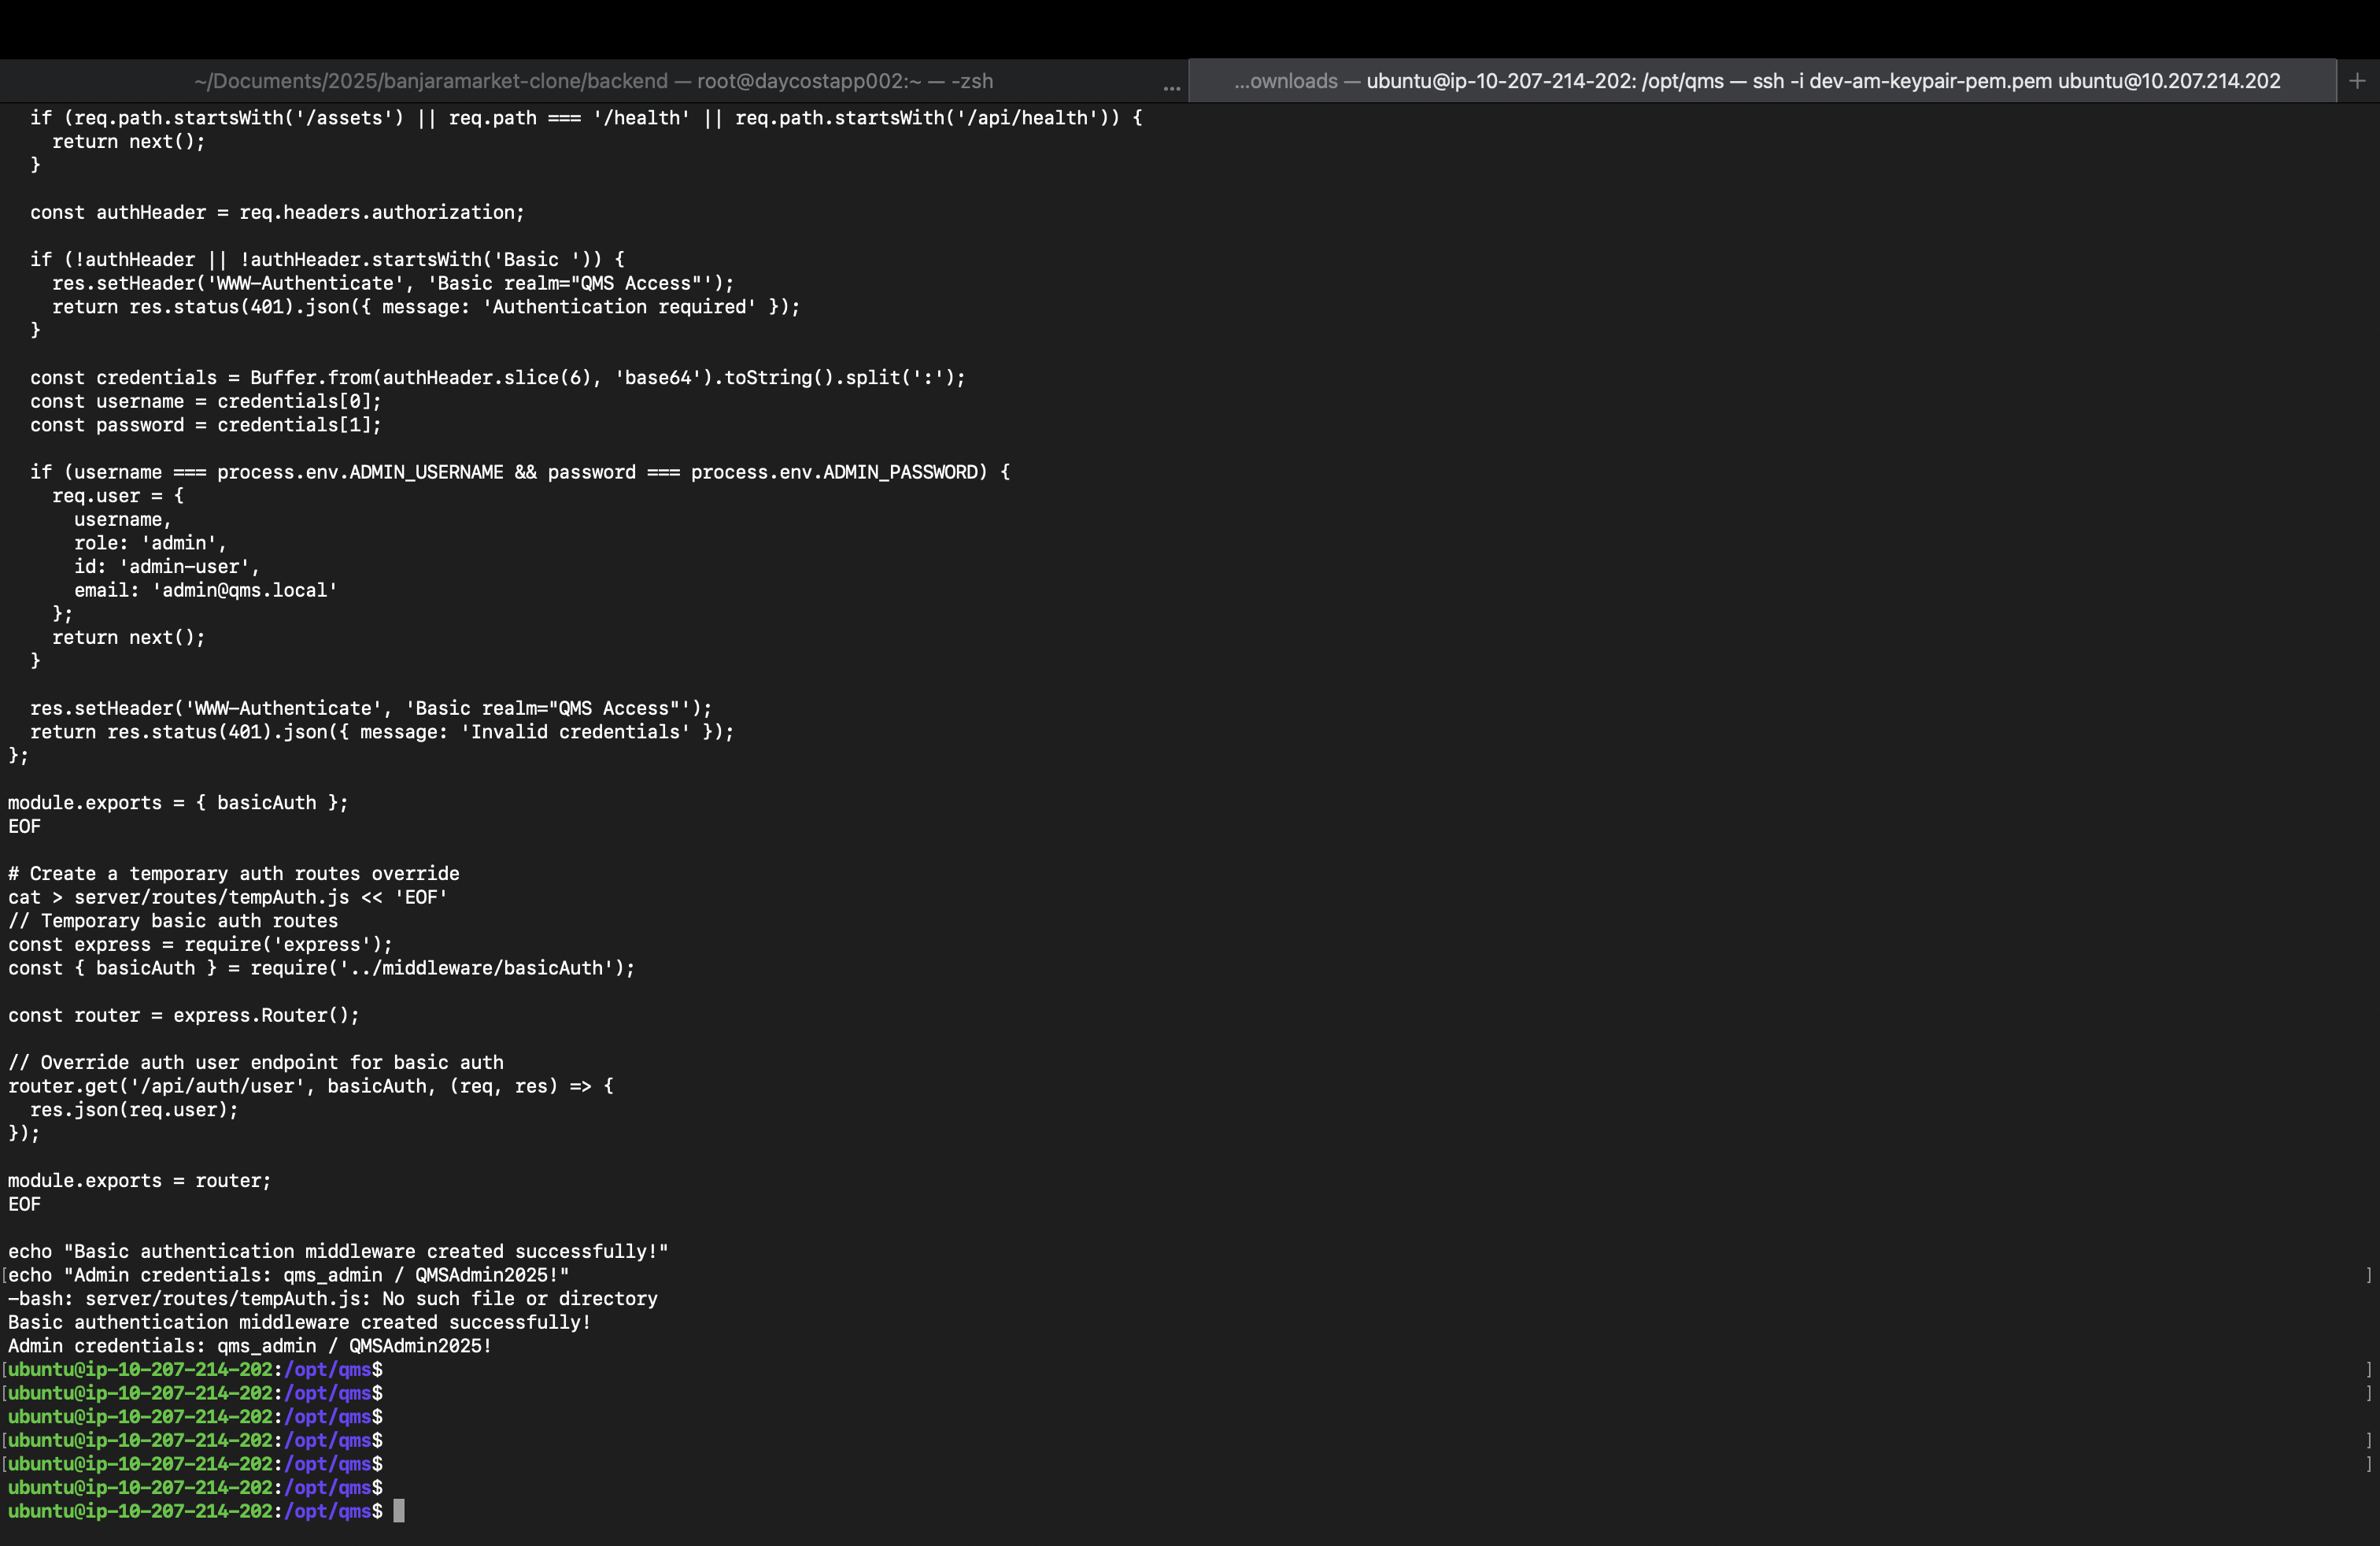 ~/Documents/2025/banjaramarket-clone/backend — root@daycostapp002:~ — -zsh
...
...ownloads — ubuntu@ip-10-207-214-202: /opt/qms — ssh -i dev-am-keypair-pem.pem ubuntu@10.207.214.202
+
  if (req.path.startsWith('/assets') || req.path === '/health' || req.path.startsWith('/api/health')) {
    return next();
  }

  const authHeader = req.headers.authorization;

  if (!authHeader || !authHeader.startsWith('Basic ')) {
    res.setHeader('WWW-Authenticate', 'Basic realm="QMS Access"');
    return res.status(401).json({ message: 'Authentication required' });
  }

  const credentials = Buffer.from(authHeader.slice(6), 'base64').toString().split(':');
  const username = credentials[0];
  const password = credentials[1];

  if (username === process.env.ADMIN_USERNAME && password === process.env.ADMIN_PASSWORD) {
    req.user = {
      username,
      role: 'admin',
      id: 'admin-user',
      email: 'admin@qms.local'
    };
    return next();
  }

  res.setHeader('WWW-Authenticate', 'Basic realm="QMS Access"');
  return res.status(401).json({ message: 'Invalid credentials' });
};

module.exports = { basicAuth };
EOF

# Create a temporary auth routes override
cat > server/routes/tempAuth.js << 'EOF'
// Temporary basic auth routes
const express = require('express');
const { basicAuth } = require('../middleware/basicAuth');

const router = express.Router();

// Override auth user endpoint for basic auth
router.get('/api/auth/user', basicAuth, (req, res) => {
  res.json(req.user);
});

module.exports = router;
EOF

echo "Basic authentication middleware created successfully!"
[echo "Admin credentials: qms_admin / QMSAdmin2025!" ]
-bash: server/routes/tempAuth.js: No such file or directory
Basic authentication middleware created successfully!
Admin credentials: qms_admin / QMSAdmin2025!
[ubuntu@ip-10-207-214-202:/opt/qms$ ]
[ubuntu@ip-10-207-214-202:/opt/qms$ ]
ubuntu@ip-10-207-214-202:/opt/qms$
[ubuntu@ip-10-207-214-202:/opt/qms$ ]
[ubuntu@ip-10-207-214-202:/opt/qms$ ]
ubuntu@ip-10-207-214-202:/opt/qms$
ubuntu@ip-10-207-214-202:/opt/qms$